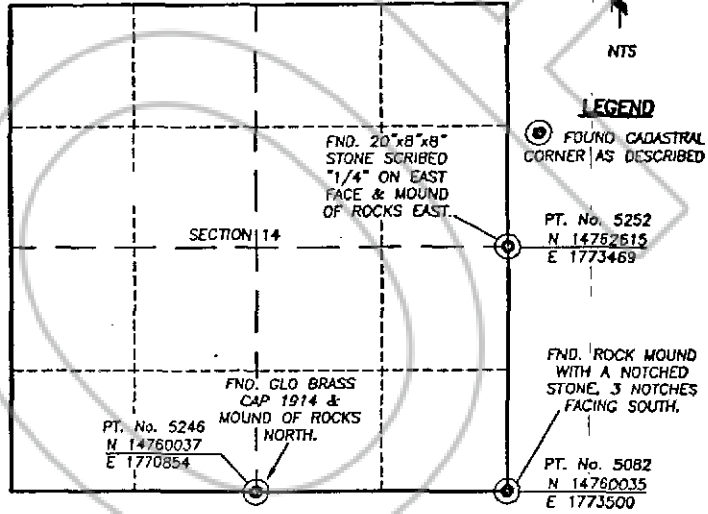 NTS
LEGEND
FOUND CADASTRAL
CORNER AS DESCRIBED
FND. 20"x8"x8"
STONE SCRIBED
"1/4" ON EAST
FACE & MOUND
OF ROCKS EAST.
PT. No. 5252
N 14762615
E 1773469
SECTION 14
FND. GLO BRASS
CAP 1914 &
MOUND OF ROCKS
NORTH.
PT. No. 5246
N 14760037
E 1770854
FND. ROCK MOUND
WITH A NOTCHED
STONE, 3 NOTCHES
FACING SOUTH.
PT. No. 5082
N 14760035
E 1773500